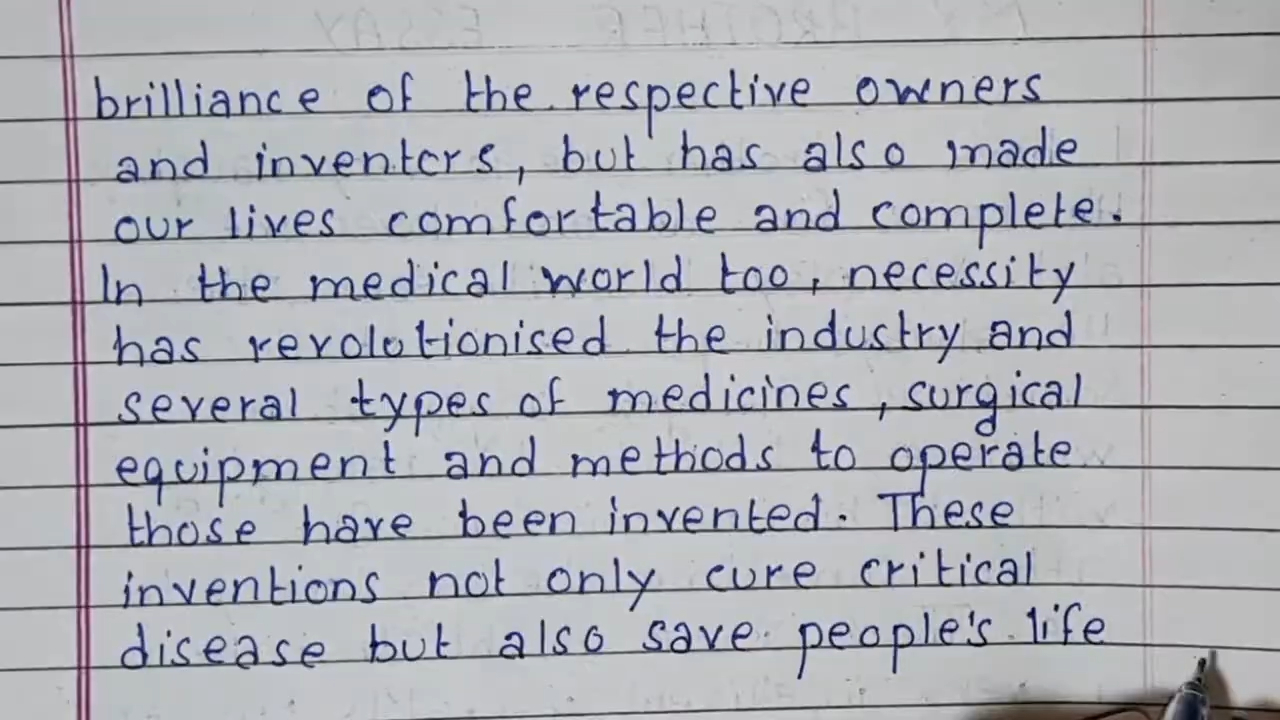 brilliance of the respective owners
and inventors, but has also made
our lives comfortable and complete.
In the medical world too, necessity
has revolutionised the industry and
several types of medicines, surgical
equipment and methods to operate
those have been invented. These
inventions not only cure critical
disease but also save people's life